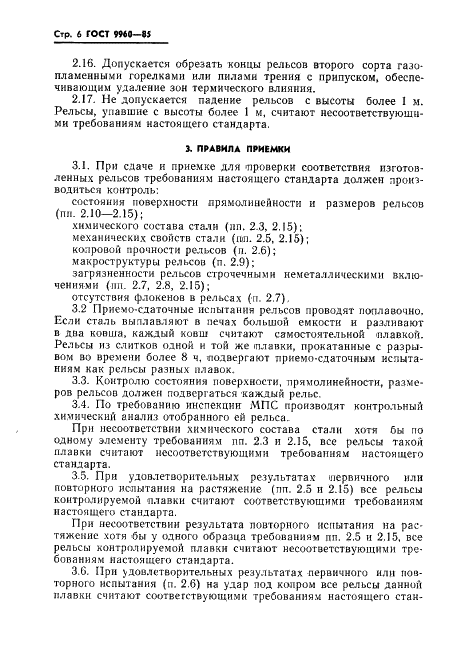 Стр. 6 ГОСТ 9960—85
2.16. Допускается обрезать концы рельсов второго сорта газо-
пламенными горелками или пилами трения с припуском, обеспе-
чивающим удаление зон термического влияния.
2.17. Не допускается падение рельсов с высоты более 1 м.
Рельсы, упавшие с высоты более 1 м, считают несоответствующи-
ми требованиям настоящего стандарта.
3. ПРАВИЛА ПРИЕМКИ
3.1. При сдаче и приемке для проверки соответствия изготов-
ленных рельсов требованиям настоящего стандарта должен произ-
водиться контроль:
состояния поверхности прямолинейности и размеров рельсов
(пп. 2.10—2.15);
химического состава стали (пп. 2.3, 2.15);
механических свойств стали (пп. 2.5, 2.15);
копровой прочности рельсов (п. 2.6);
макроструктуры рельсов (п. 2.9);
загрязненности рельсов строчечными неметаллическими вклю-
чениями (пп. 2.7, 2.8, 2.15);
отсутствия флокенов в рельсах (п. 2.7).
3.2 Приемо-сдаточные испытания рельсов проводят поплавочно.
Если сталь выплавляют в печах большой емкости и разливают
в два ковша, каждый ковш считают самостоятельной плавкой.
Рельсы из слитков одной и той же плавки, прокатанные с разры-
вом во времени более 8 ч, подвергают приемо-сдаточным испыта-
ниям как рельсы разных плавок.
3.3. Контролю состояния поверхности, прямолинейности, разме-
ров рельсов должен подвергаться каждый рельс.
3.4. По требованию инспекции МПС производят контрольный
химический анализ отобранного ей рельса.
При несоответствии химического состава стали хотя бы по
одному элементу требованиям пп. 2.3 и 2.15, все рельсы такой
плавки считают несоответствующими требованиям настоящего
стандарта.
3.5. При удовлетворительных результатах первичного или
повторного испытания на растяжение (пп. 2.5 и 2.15) все рельсы
контролируемой плавки считают соответствующими требованиям
настоящего стандарта.
При несоответствии результата повторного испытания на рас-
тяжение хотя бы у одного образца требованиям пп. 2.5 и 2.15, все
рельсы контролируемой плавки считают несоответствующими тре-
бованиям настоящего стандарта.
3.6. При удовлетворительных результатах первичного или пов-
торного испытания (п. 2.6) на удар под копром все рельсы данной
плавки считают соответствующими требованиям настоящего стан-